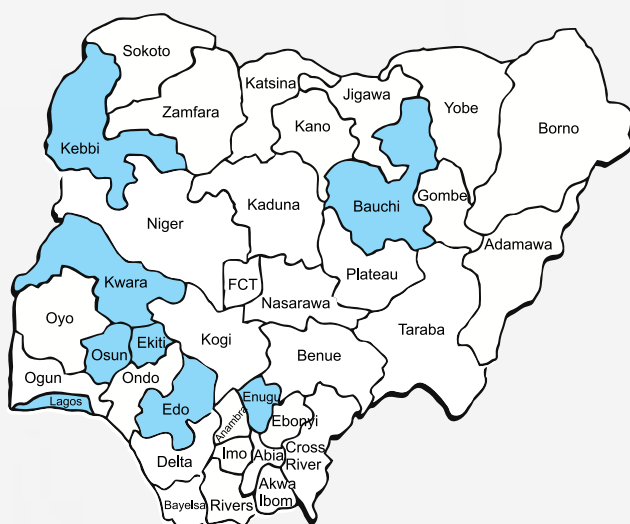 Sokoto
Katsina
Jigawa
Yobe
Zamfara
Kano
Borno
Kebbi
Gombe
Kaduna
Bauchi
Niger
Adamawa
Plateau
Kwara
FCT
Nasarawa
Oyo
Taraba
Kogi
Ekiti
Osun
Benue
Ogun
Ondo
Lagos
Edo
Enugu
Anambra
Ebonyi
Delta
Imo
Abia
Cross
River
Akwa
Ibom
Bayelsa
Rivers